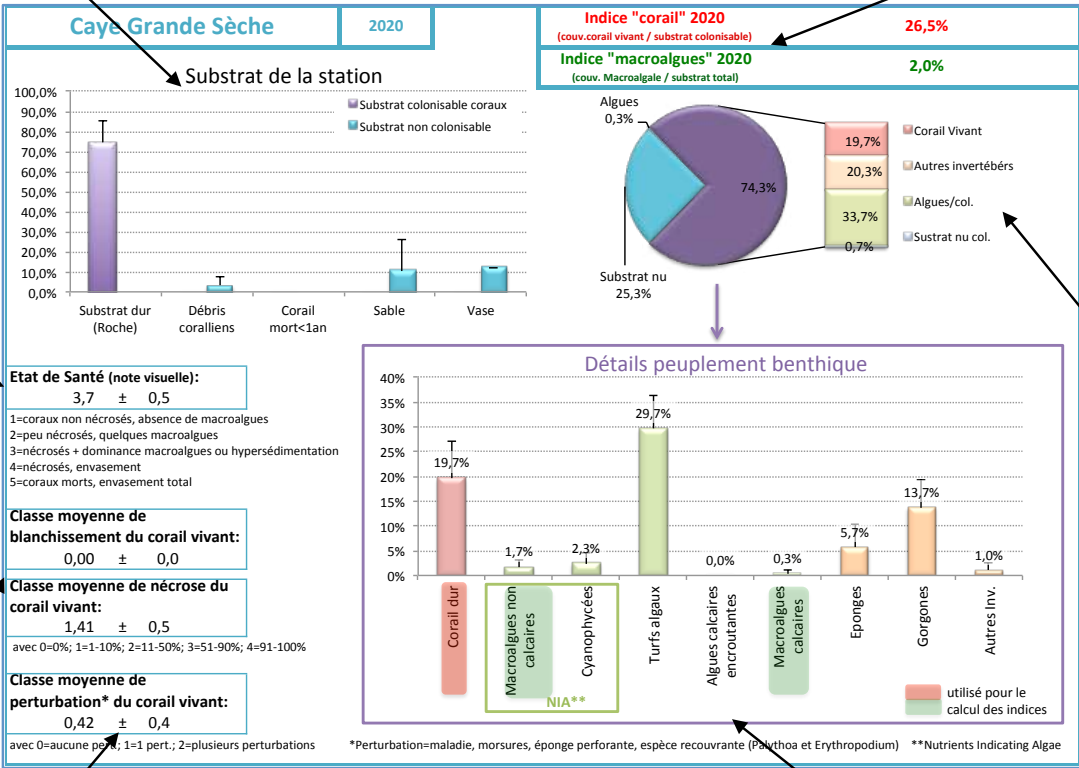 Caye Grande Sèche
2020
Indice "corail" 2020
(couv.corail vivant / substrat colonisable)
26,5%
Indice "macroalgues" 2020
(couv. Macroalgale / substrat total)
2,0%
Substrat de la station
100,0%
90,0%
80,0%
70,0%
60,0%
50,0%
40,0%
30,0%
20,0%
10,0%
0,0%
Substrat colonisable coraux
Substrat non colonisable
Substrat dur
(Roche)
Débris
coralliens
Corail
mort<1an
Sable
Vase
Algues
0,3%
74,3%
Substrat nu
25,3%
19,7%
20,3%
33,7%
0,7%
Corail Vivant
Autres invertébérs
Algues/col.
Sustrat nu col.
Etat de Santé (note visuelle):
3,7 ± 0,5
1=coraux non nécrosés, absence de macroalgues
2=peu nécrosés, quelques macroalgues
3=nécrosés + dominance macroalgues ou hypersédimentation
4=nécrosés, envasement
5=coraux morts, envasement total
Classe moyenne de
blanchissement du corail vivant:
0,00 ± 0,0
Classe moyenne de nécrose du
corail vivant:
1,41 ± 0,5
avec 0=0%; 1=1-10%; 2=11-50%; 3=51-90%; 4=91-100%
Classe moyenne de
perturbation* du corail vivant:
0,42 ± 0,4
avec 0=aucune pert.; 1=1 pert.; 2=plusieurs perturbations
Détails peuplement benthique
40%
35%
30%
25%
20%
15%
10%
5%
0%
19,7%
1,7%
2,3%
29,7%
0,0%
0,3%
5,7%
13,7%
1,0%
Corail dur
Macroalgues non
calcaires
Cyanophycées
Turfs algaux
Algues calcaires
encroutantes
Macroalgues
calcaires
Eponges
Gorgones
Autres Inv.
NIA**
utilisé pour le
calcul des indices
*Perturbation=maladie, morsures, éponge perforante, espèce recouvrante (Palythoa et Erythropodium) **Nutrients Indicating Algae